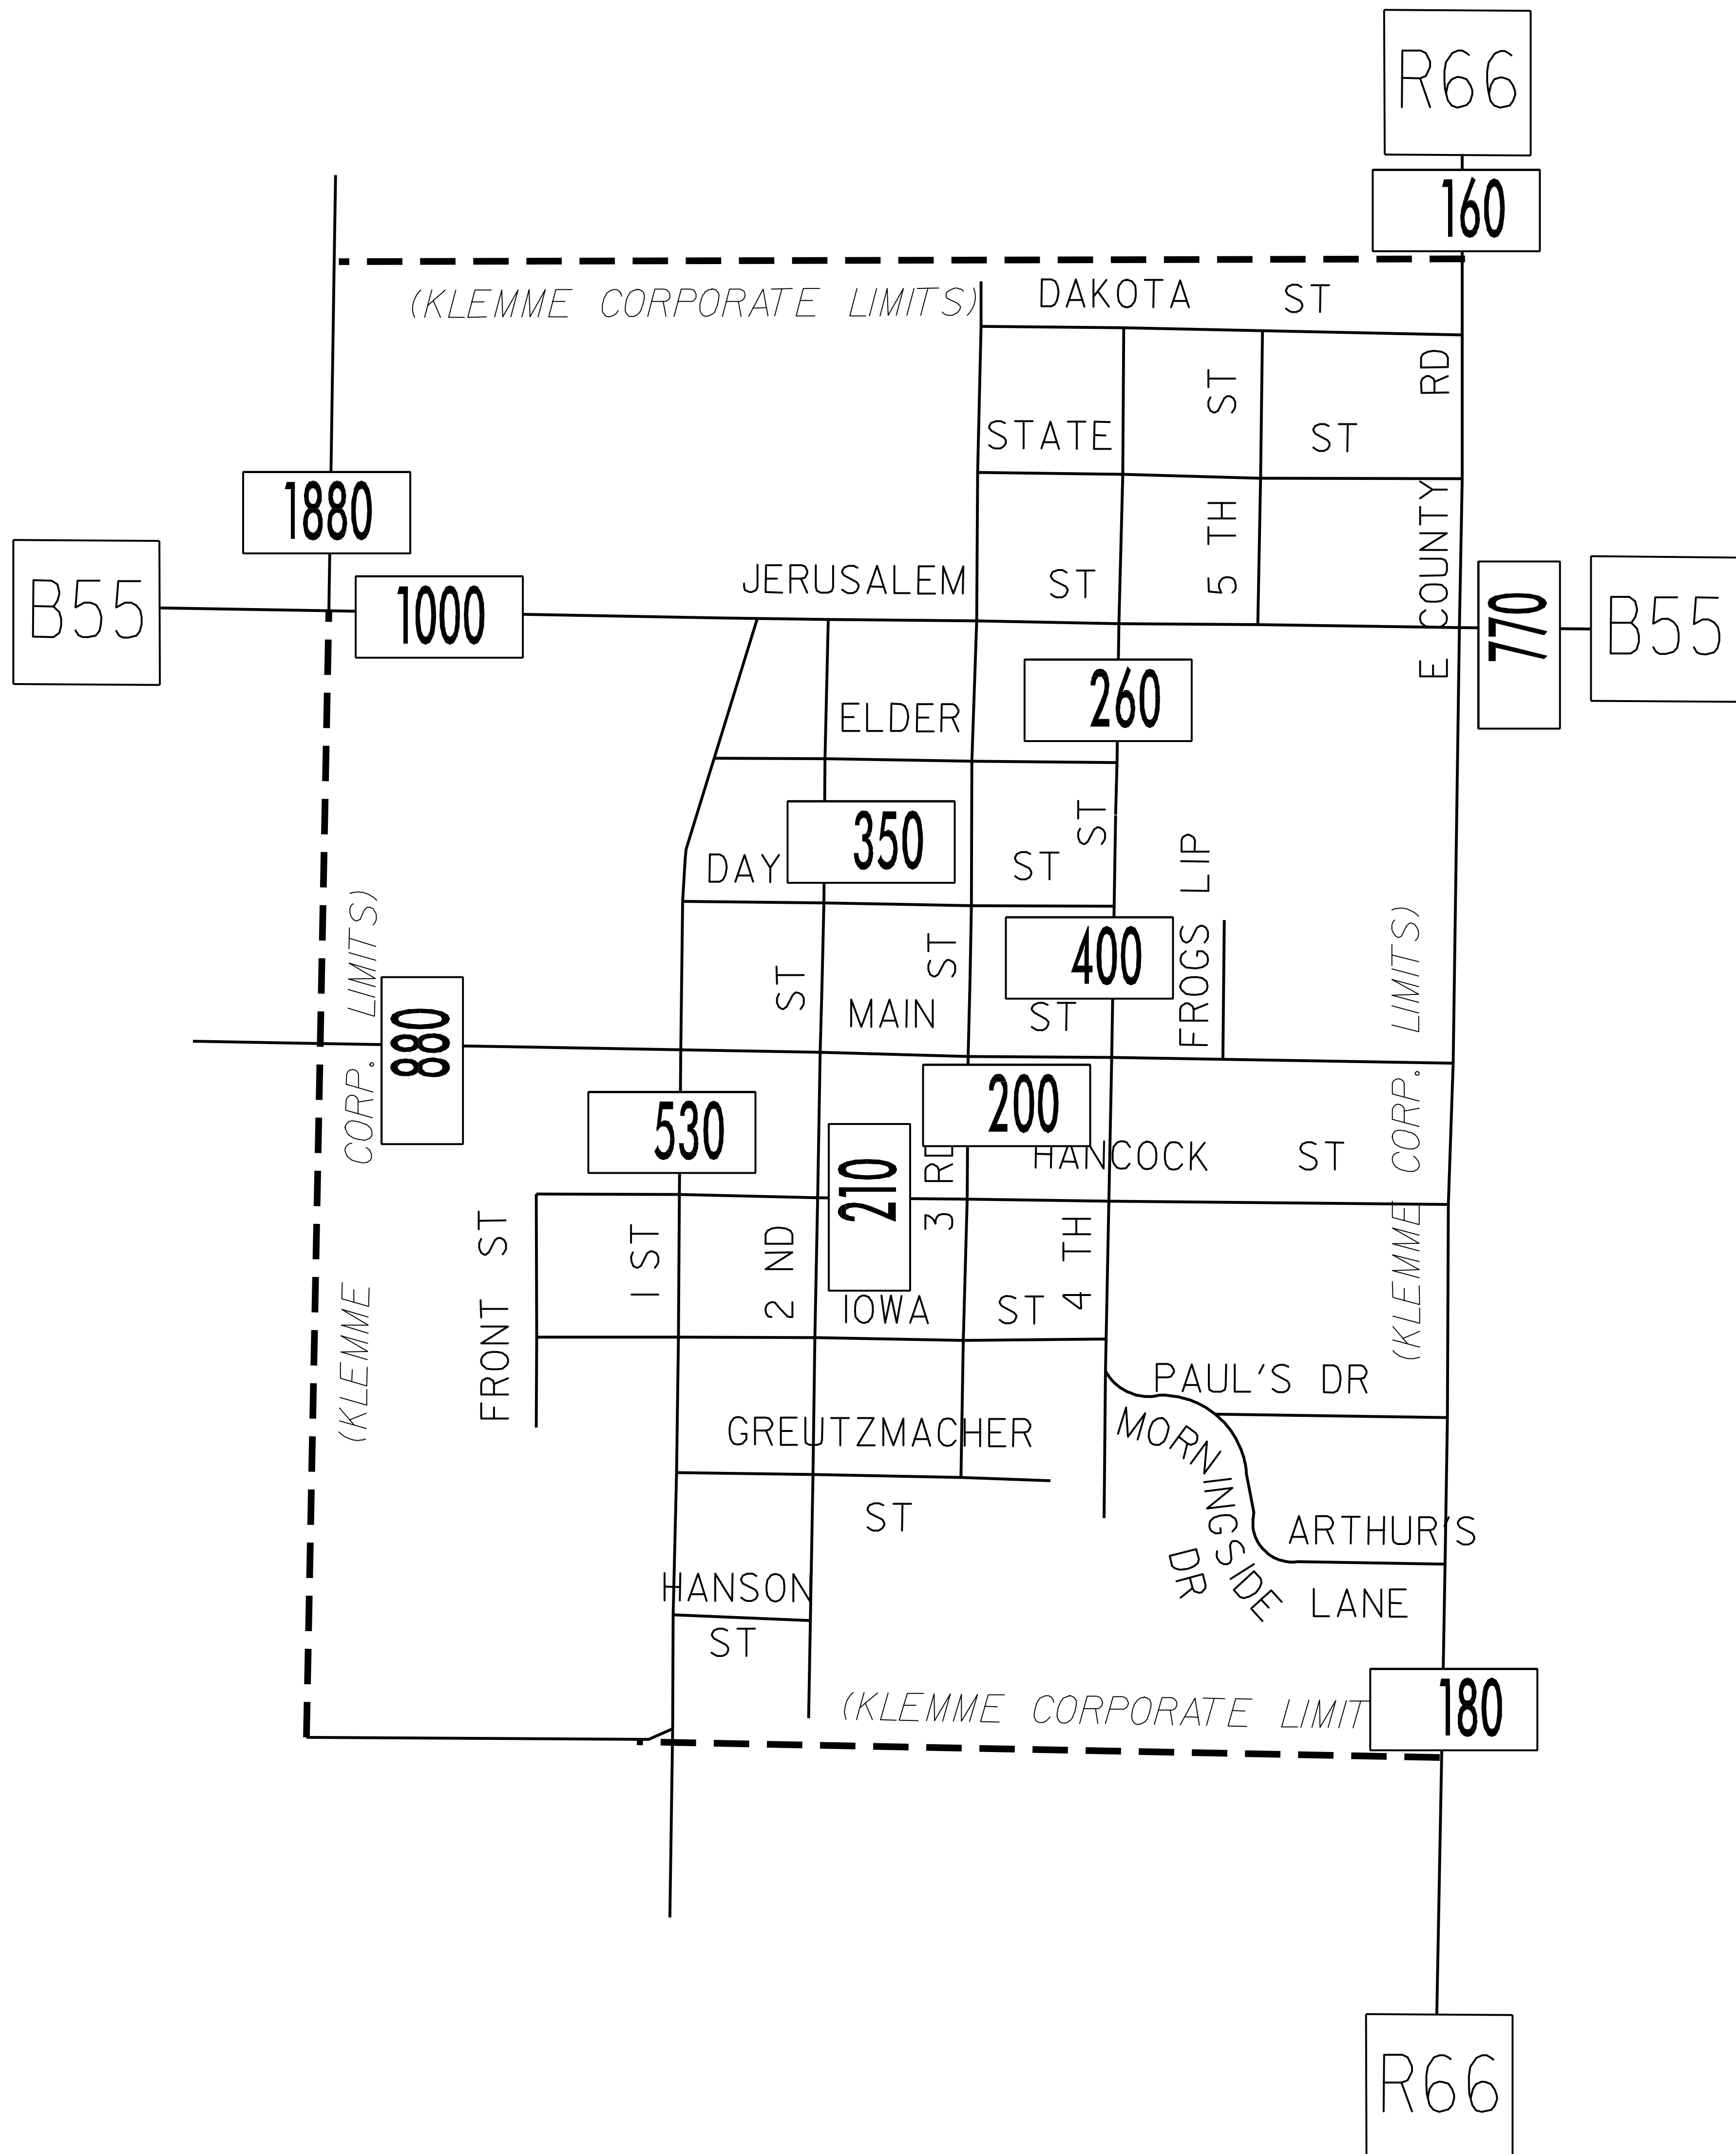 R66
160
(KLEMME CORPORATE LIMITS)
DAKOTA ST
STATE ST
5 TH ST
E COUNTY RD
1880
B55
1000
JERUSALEM ST
770
B55
260
ELDER
350
DAY ST
400
FROGS LIP
MAIN ST
880
(KLEMME CORP. LIMITS)
(KLEMME CORP. LIMITS)
530
200
210
HANCOCK ST
FRONT ST
1 ST
2 ND ST
3 RD ST
4 TH ST
IOWA ST
PAUL'S DR
GREUTZMACHER
ST
MORNINGSIDE
DR
ARTHUR'S
LANE
HANSON
ST
(KLEMME CORPORATE LIMIT
180
R66